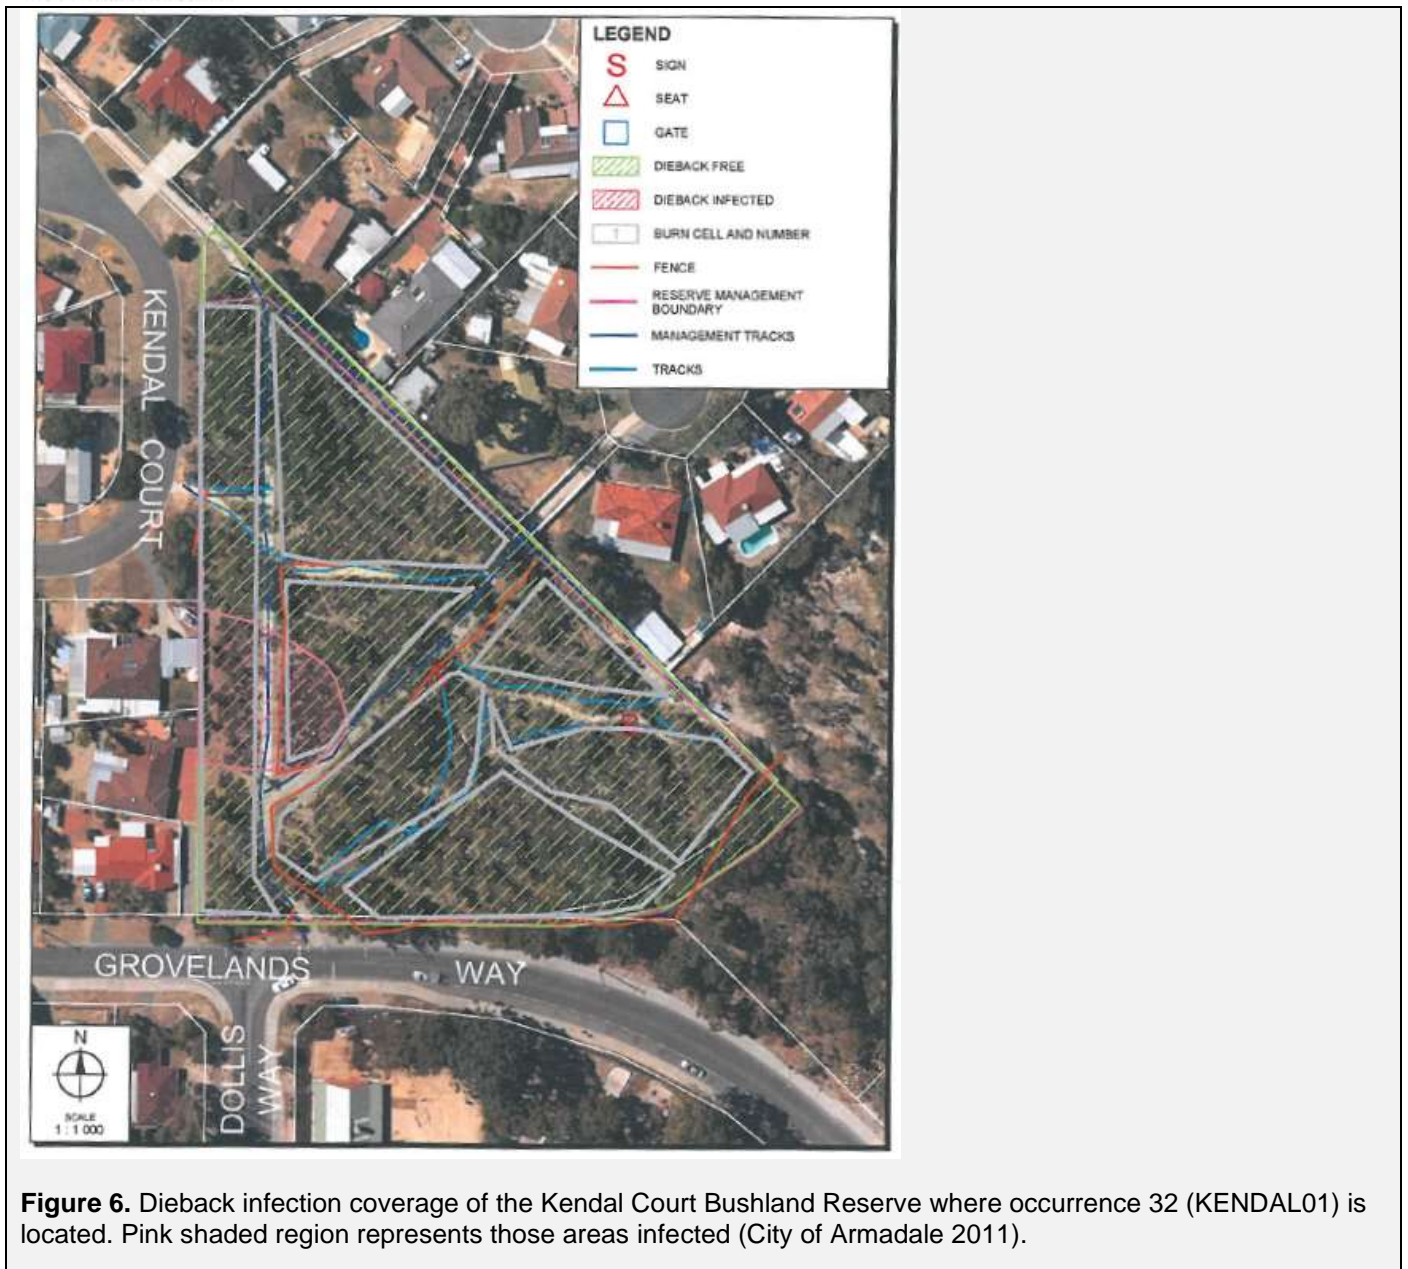 LEGEND
S SIGN
SEAT
GATE
DIEBACK FREE
DIEBACK INFECTED
1 BURN CELL AND NUMBER
FENCE
RESERVE MANAGEMENT
BOUNDARY
MANAGEMENT TRACKS
TRACKS
KENDAL COURT
GROVELANDS WAY
DOLLIS
WAY
N
SCALE
1 : 1 000
Figure 6. Dieback infection coverage of the Kendal Court Bushland Reserve where occurrence 32 (KENDAL01) is
located. Pink shaded region represents those areas infected (City of Armadale 2011).